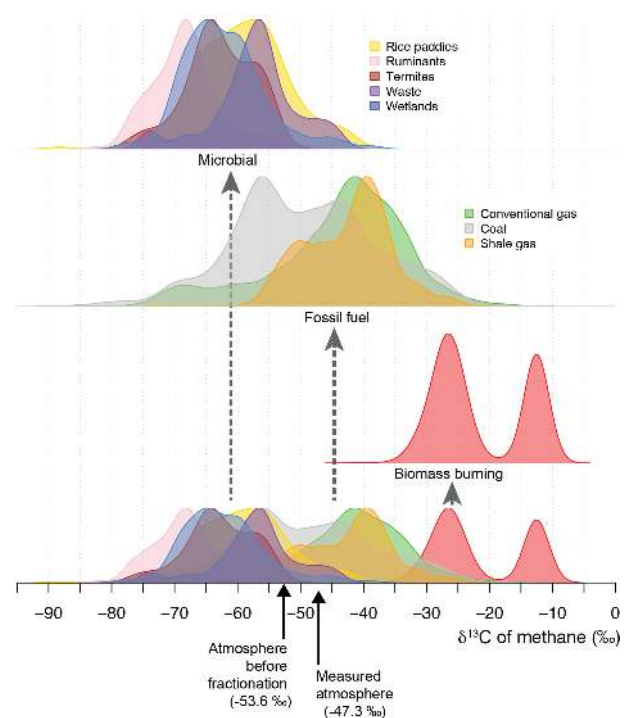 Rice paddies
Ruminants
Termites
Waste
Wetlands
Microbial
Conventional gas
Coal
Shale gas
Fossil fuel
Biomass burning
−90 −80 −70 −60 −50 −40 −30 −20 −10 0
δ¹³C of methane (‰)
Atmosphere
before
fractionation
(-53.6 ‰)
Measured
atmosphere
(-47.3 ‰)